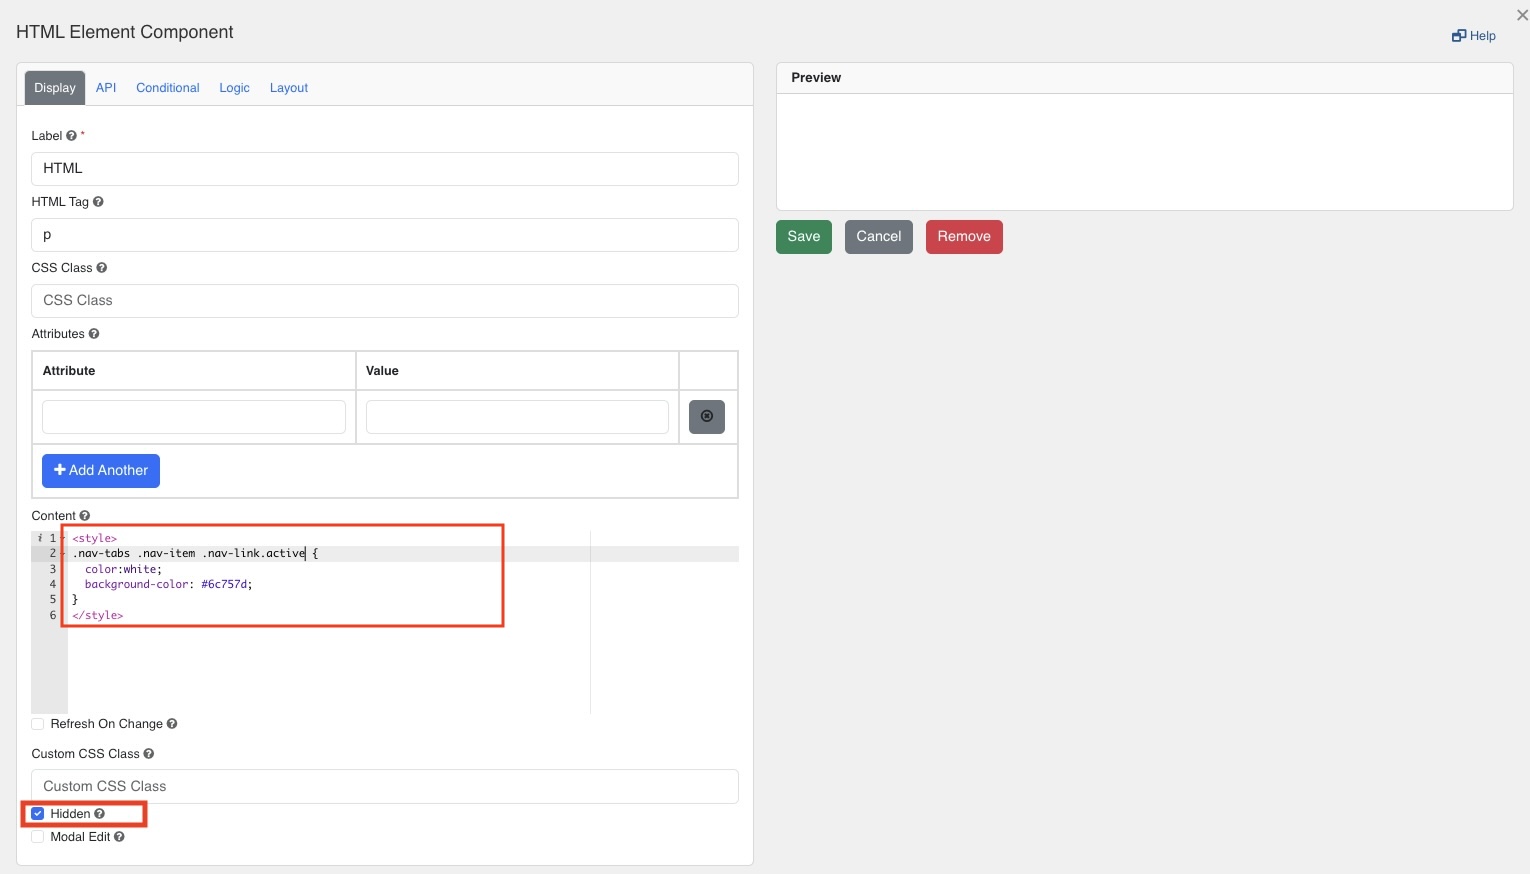 HTML Element Component
Help
Display API Conditional Logic Layout
Label *
HTML
HTML Tag
p
CSS Class
CSS Class
Attributes
Attribute Value
Add Another
Content
i 1 <style>
2 .nav-tabs .nav-item .nav-link.active {
3 color:white;
4 background-color: #6c757d;
5 }
6 </style>
Refresh On Change
Custom CSS Class
Custom CSS Class
Hidden
Modal Edit
Preview
Save Cancel Remove